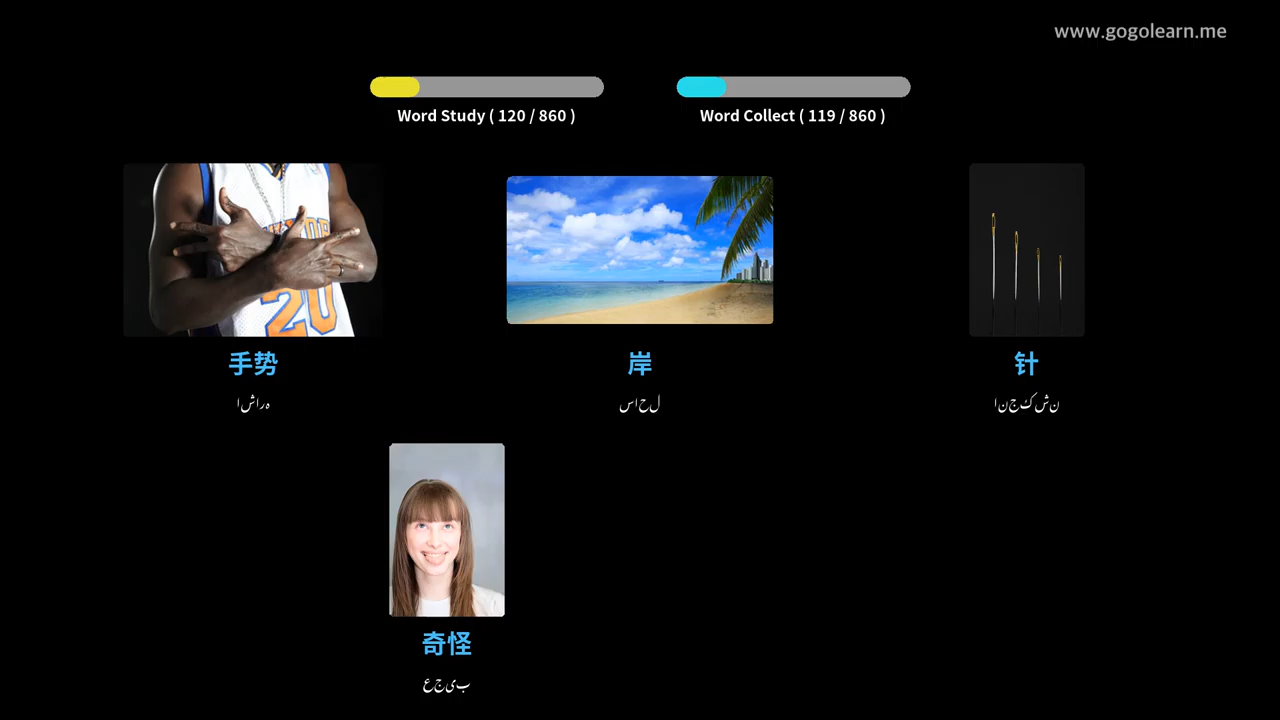 www.gogolearn.me
Word Study ( 120 / 860 )
Word Collect ( 119 / 860 )
20
手势
岸
针
اشارہ
ساحل
انجکشن
奇怪
عجیب